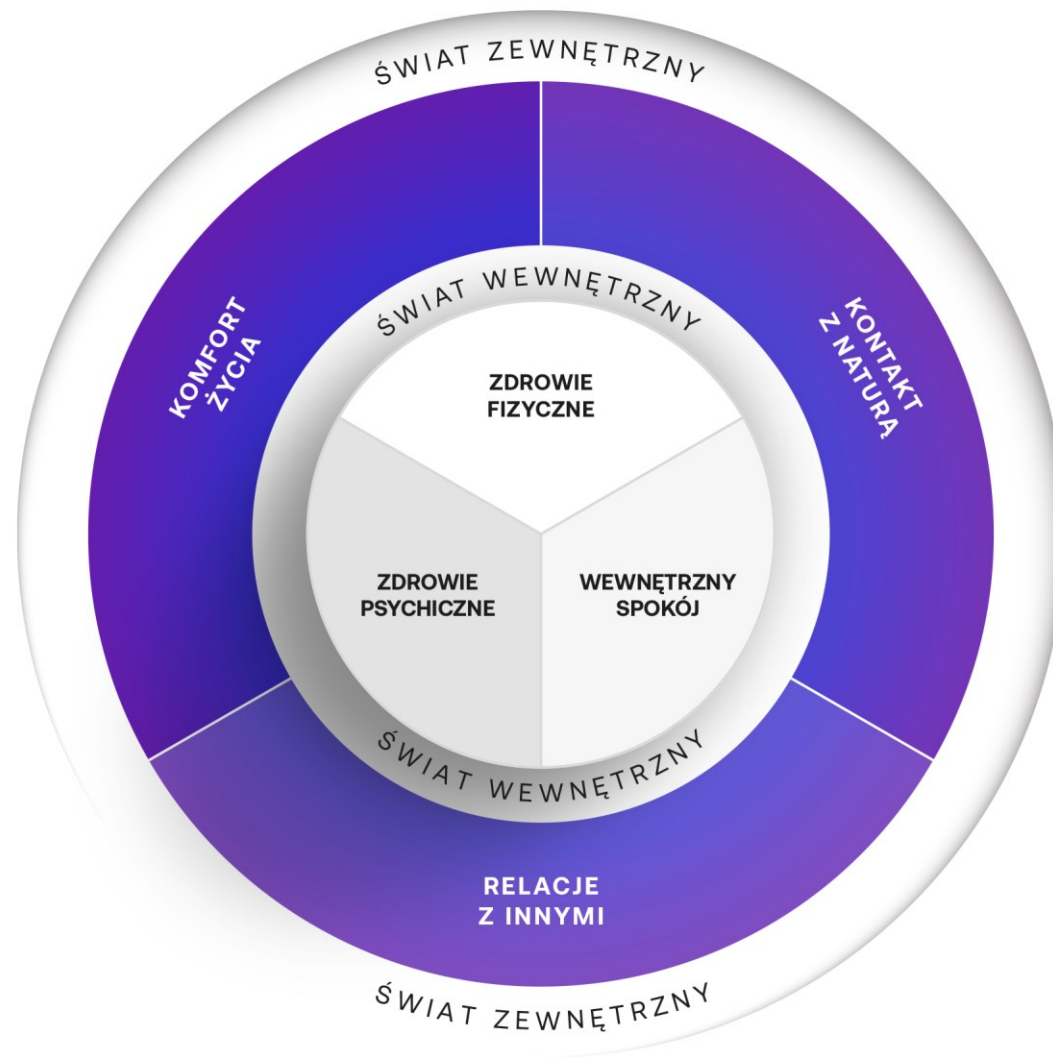 ŚWIAT ZEWNĘTRZNY
KOMFORT
ŻYCIA
KONTAKT
Z NATURĄ
ŚWIAT WEWNĘTRZNY
ZDROWIE
FIZYCZNE
ZDROWIE
PSYCHICZNE
WEWNĘTRZNY
SPOKÓJ
ŚWIAT WEWNĘTRZNY
RELACJE
Z INNYMI
ŚWIAT ZEWNĘTRZNY